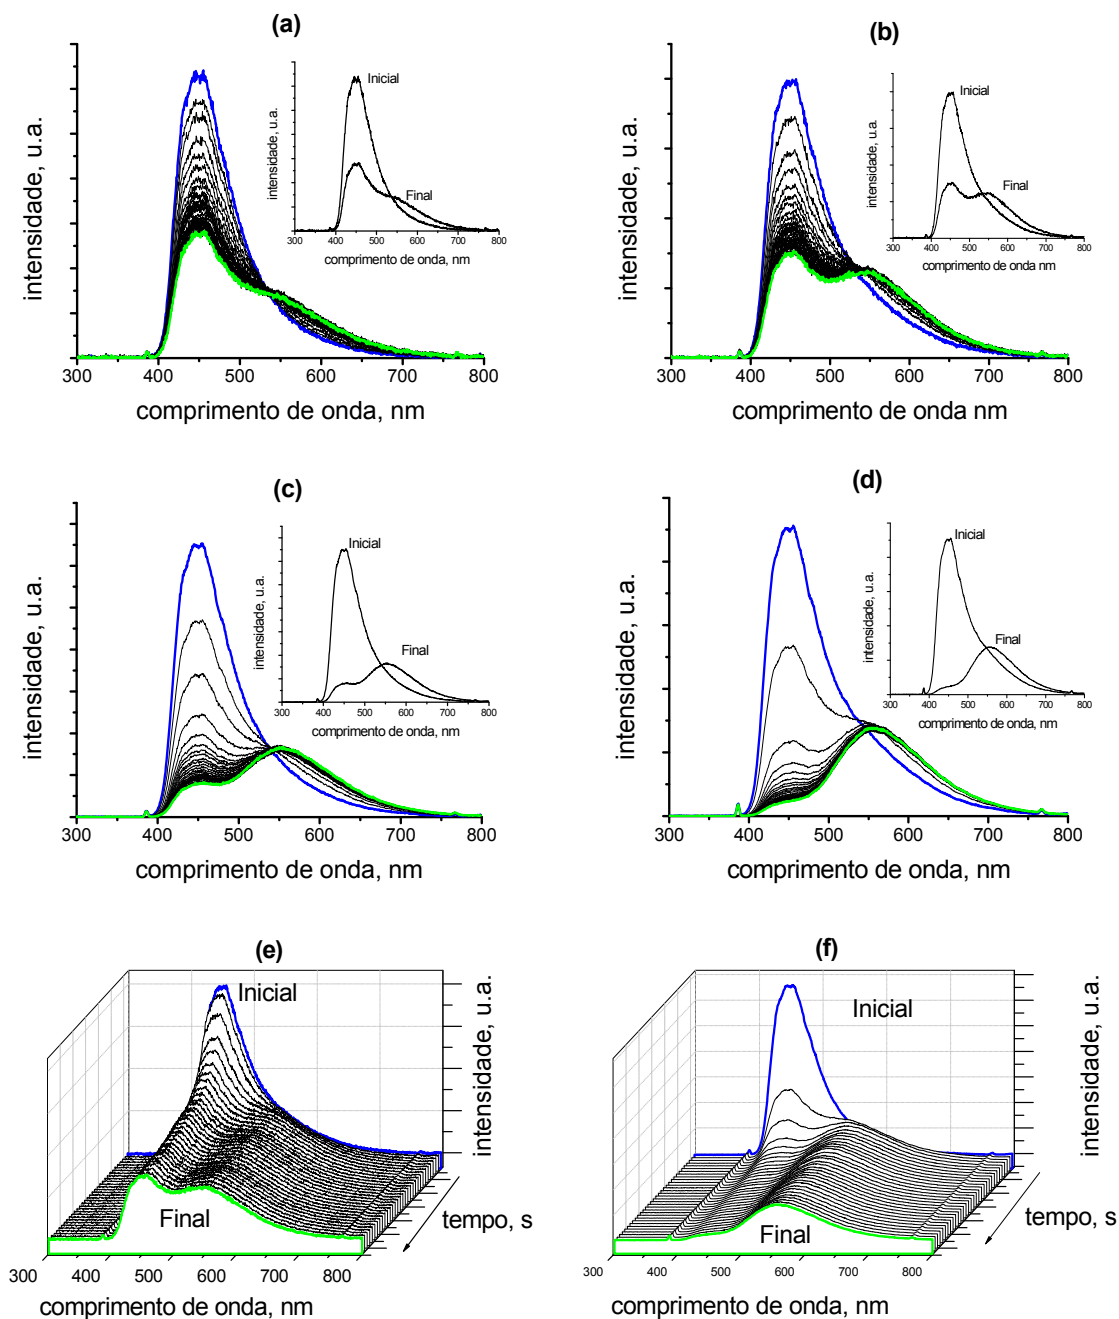 (a)
intensidade, u.a.
intensidade, u.a.
Inicial
Final
300 400 500 600 700 800
comprimento de onda, nm
300 400 500 600 700 800
comprimento de onda, nm
(b)
intensidade, u.a.
intensidade, u.a.
Inicial
Final
300 400 500 600 700 800
comprimento de onda nm
300 400 500 600 700 800
comprimento de onda nm
(c)
intensidade, u.a.
intensidade, u.a.
Inicial
Final
300 400 500 600 700 800
comprimento de onda, nm
300 400 500 600 700 800
comprimento de onda, nm
(d)
intensidade, u.a.
intensidade, u.a.
Inicial
Final
300 400 500 600 700 800
comprimento de onda, nm
300 400 500 600 700 800
comprimento de onda, nm
(e)
Inicial
intensidade, u.a.
Final
tempo, s
300 400 500 600 700 800
comprimento de onda, nm
(f)
Inicial
intensidade, u.a.
Final
tempo, s
300 400 500 600 700 800
comprimento de onda, nm